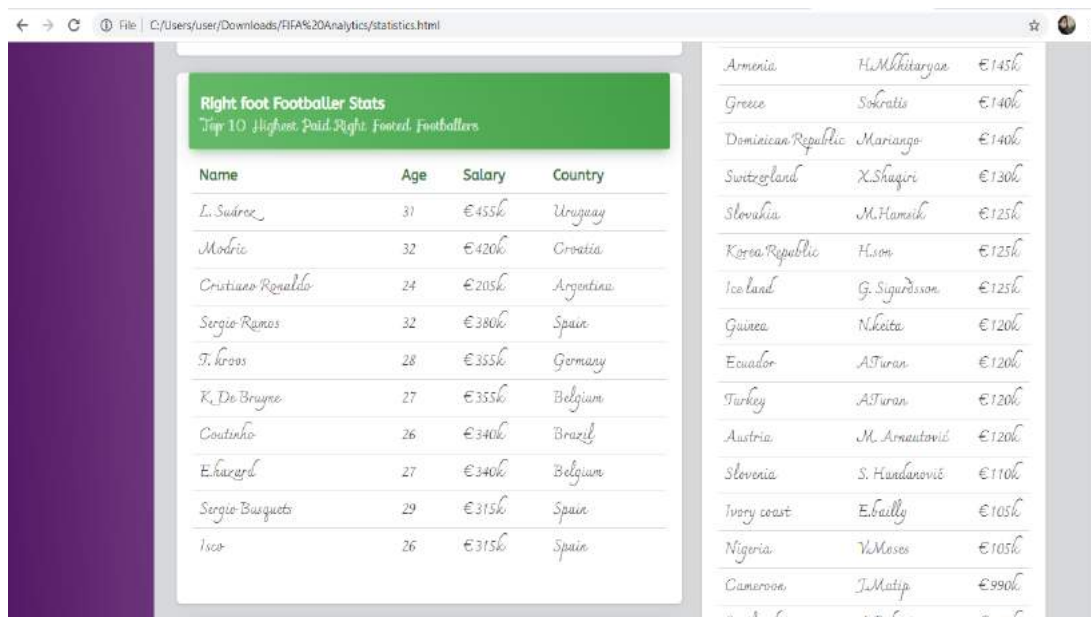 File C:/Users/user/Downloads/FIFA%20Analytics/statistics.html
Right foot Footballer Stats
Top 10 Highest Paid Right Footed Footballers
Name Age Salary Country
L. Suárez 31 €455k Uruguay
Modric 32 €420k Croatia
Cristiano Ronaldo 24 €205k Argentina
Sergio Ramos 32 €380k Spain
T. kroos 28 €355k Germany
K. De Bruyne 27 €355k Belgium
Coutinho 26 €340k Brazil
E.hazard 27 €340k Belgium
Sergio Busquets 29 €315k Spain
Isco 26 €315k Spain
Armenia H.Mkhitaryan €145k
Greece Sokratis €140k
Dominican Republic Mariango €140k
Switzerland X.Shaqiri €130k
Slovakia M.Hamsik €125k
Korea Republic H.son €125k
Ice land G. Sigurdsson €125k
Guinea N.keita €120k
Ecuador A.Turan €120k
Turkey A.Turan €120k
Austria M. Arnautović €120k
Slovenia S. Handanovič €110k
Ivory coast E.bailly €105k
Nigeria V.Moses €105k
Cameroon J.Matip €990k